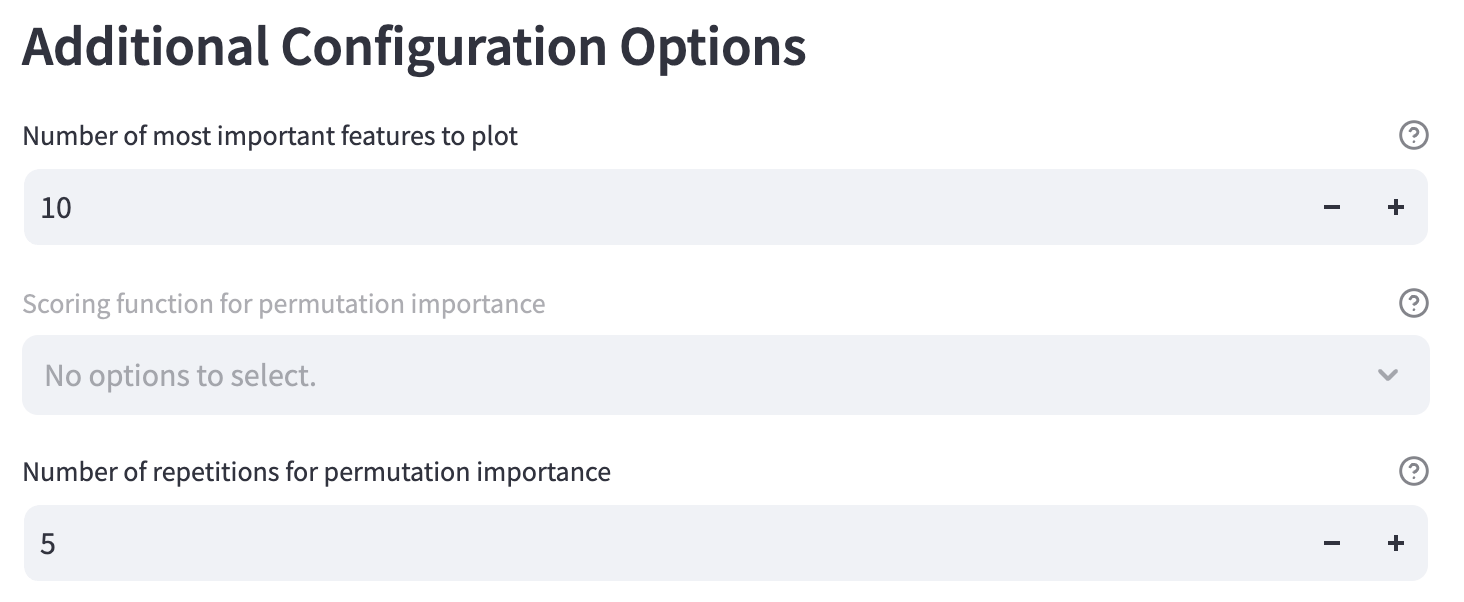 Additional Configuration Options
Number of most important features to plot
10
Scoring function for permutation importance
No options to select.
Number of repetitions for permutation importance
5